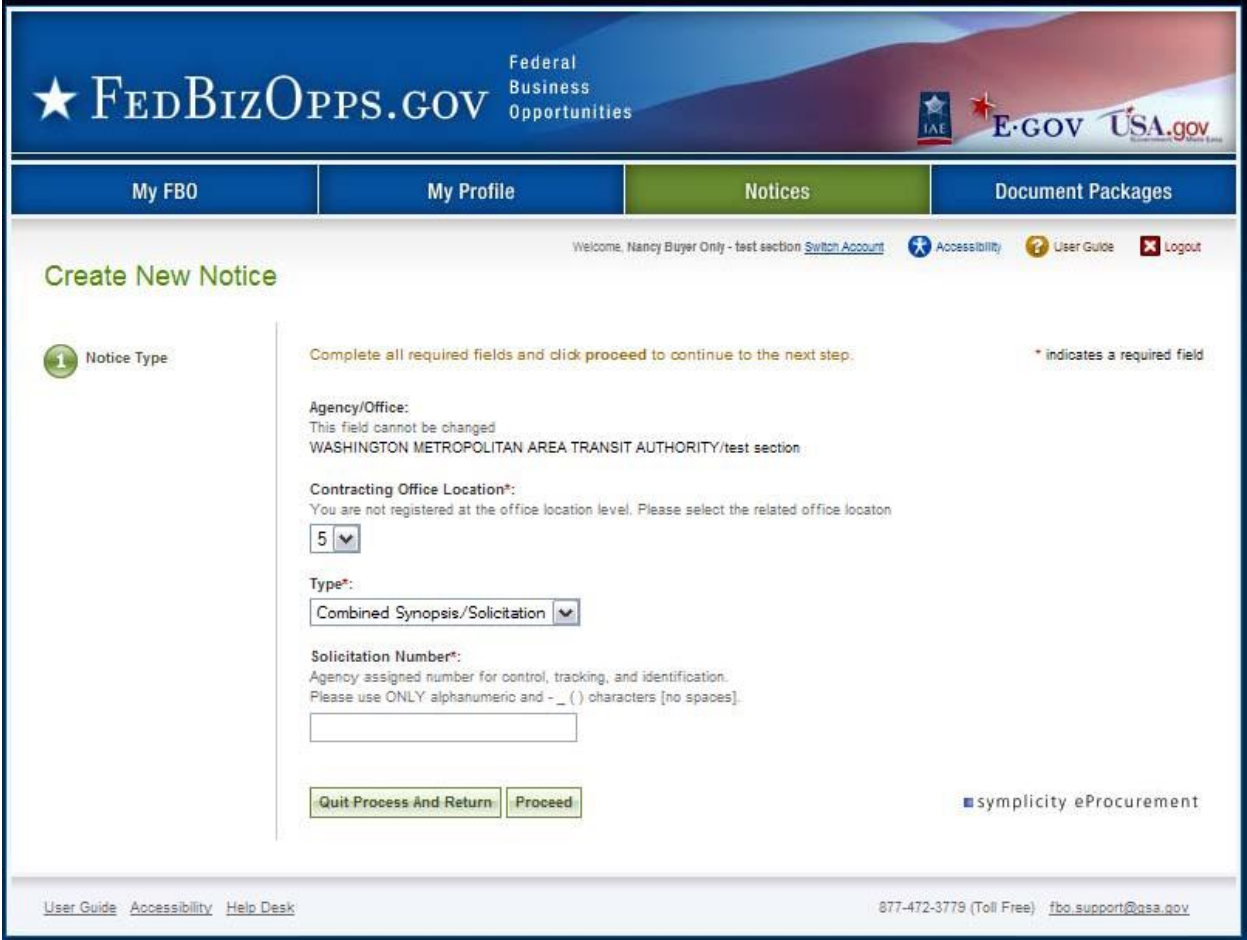 ★ FEDBIZOPPS.GOV
Federal
Business
Opportunities
IAE
E-GOV
USA.gov
My FBO
My Profile
Notices
Document Packages
Welcome, Nancy Buyer Only - test section Switch Account
Accessibility
User Guide
Logout
Create New Notice
1 Notice Type
Complete all required fields and click proceed to continue to the next step.
* indicates a required field
Agency/Office:
This field cannot be changed
WASHINGTON METROPOLITAN AREA TRANSIT AUTHORITY/test section
Contracting Office Location*:
You are not registered at the office location level. Please select the related office locaton
5
Type*:
Combined Synopsis/Solicitation
Solicitation Number*:
Agency assigned number for control, tracking, and identification.
Please use ONLY alphanumeric and - _ ( ) characters [no spaces].
Quit Process And Return
Proceed
symplicity eProcurement
User Guide Accessibility Help Desk
877-472-3779 (Toll Free) fbo.support@gsa.gov